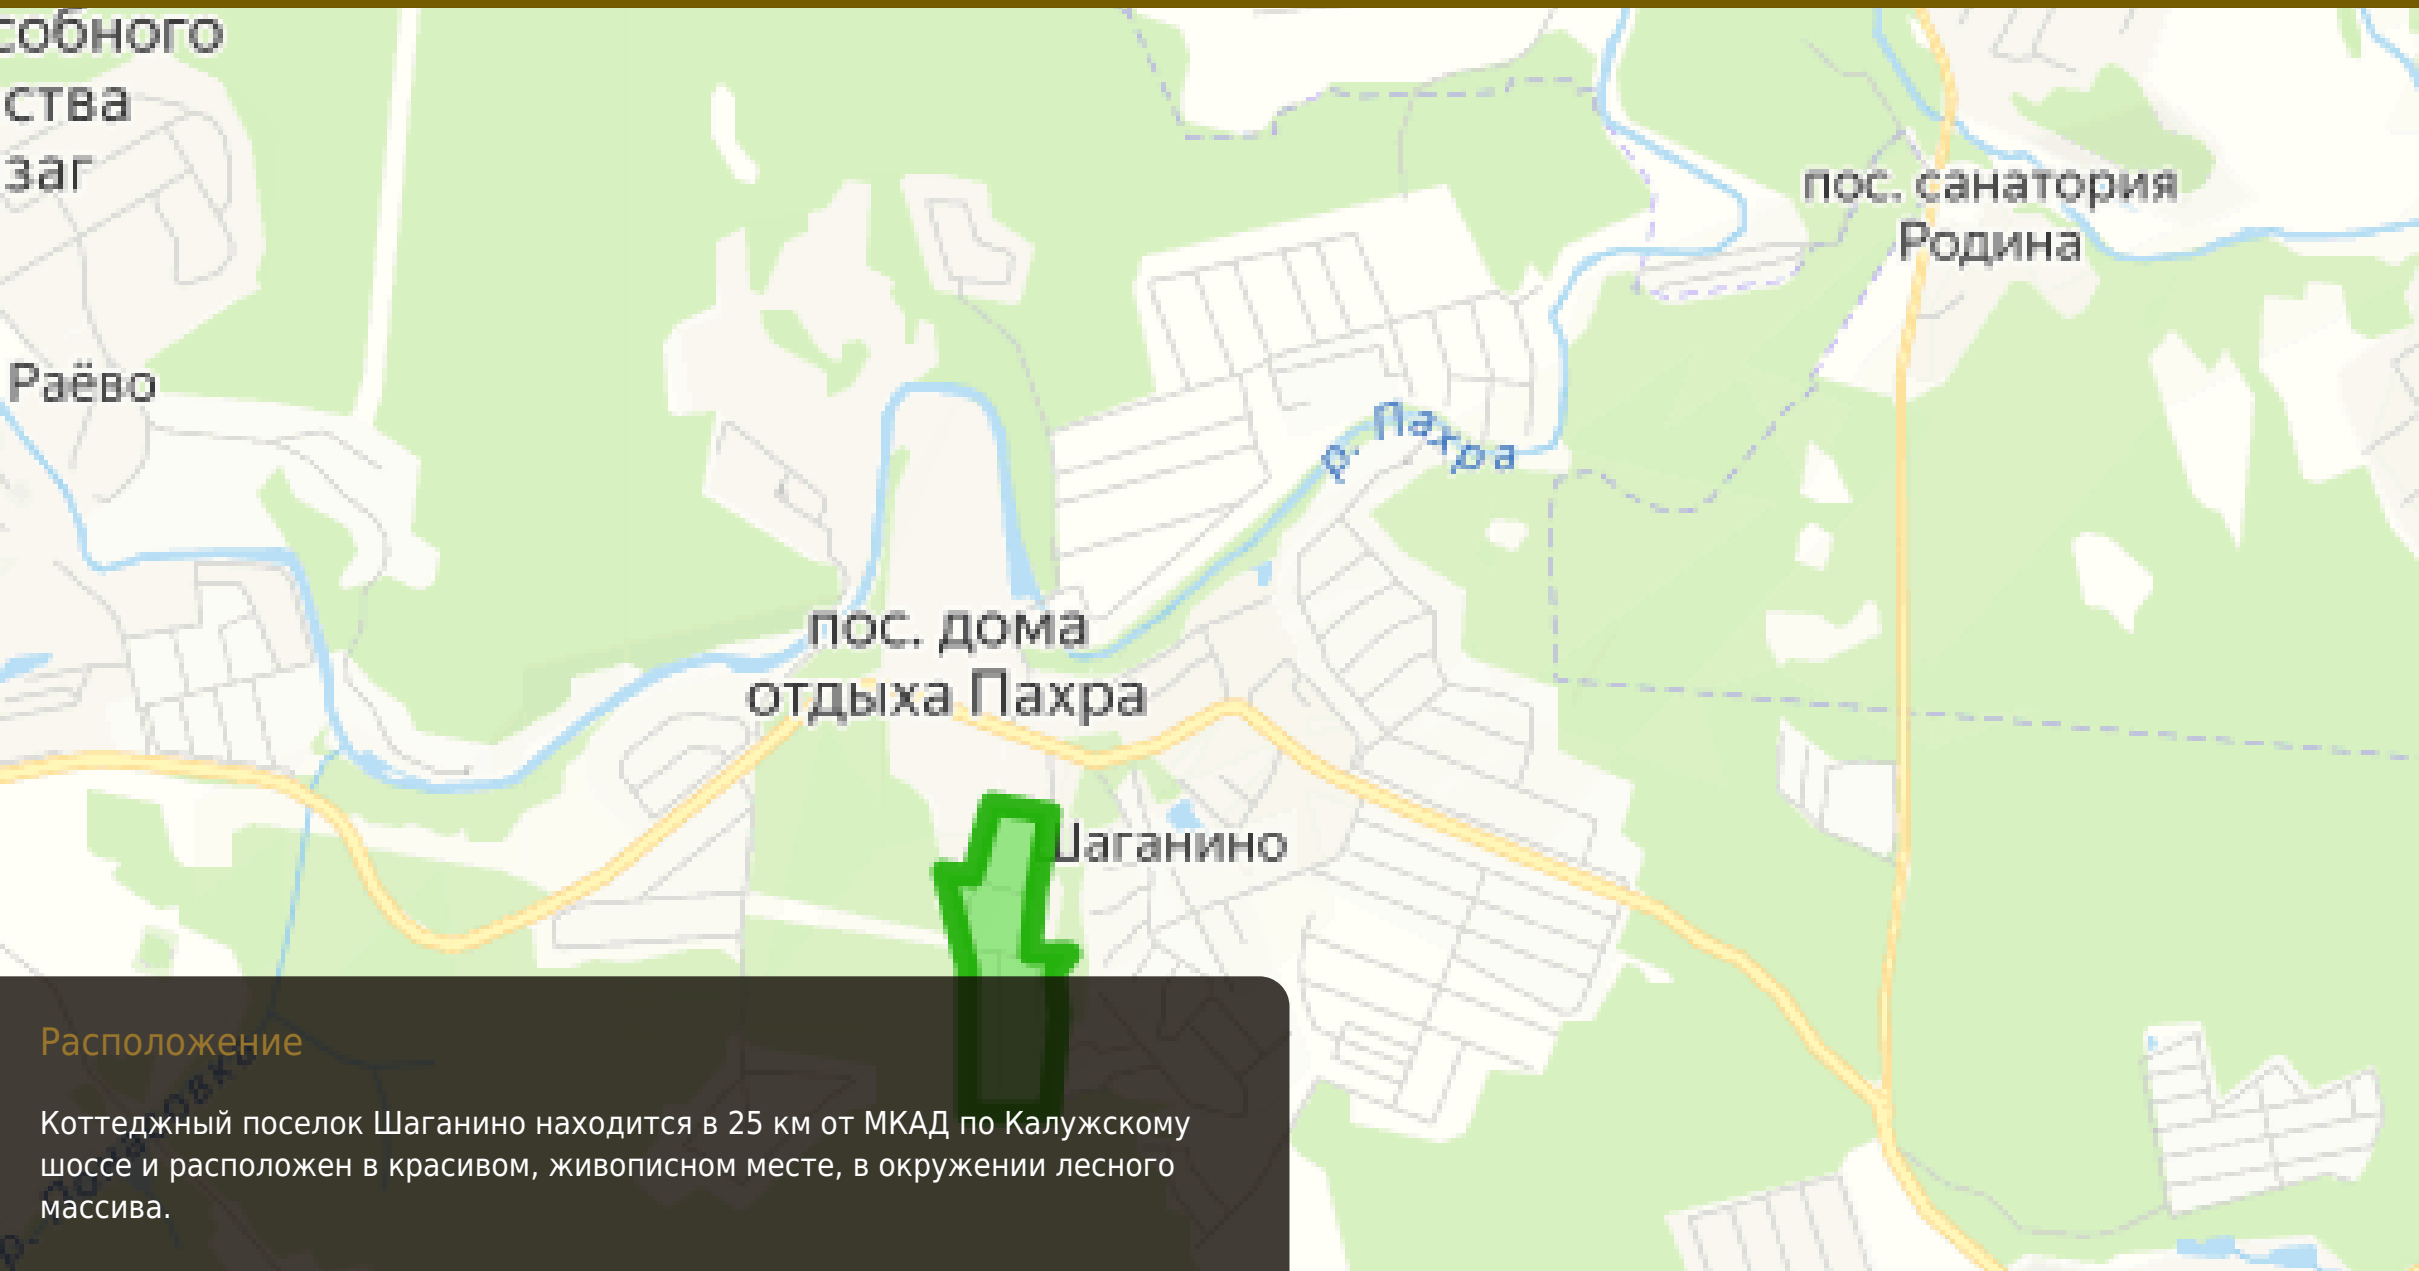 собного
ства
заг
пос. санатория
Родина
Раёво
р. Пахра
пос. дома
отдыха Пахра
Шаганино
Расположение
Коттеджный поселок Шаганино находится в 25 км от МКАД по Калужскому
шоссе и расположен в красивом, живописном месте, в окружении лесного
массива.